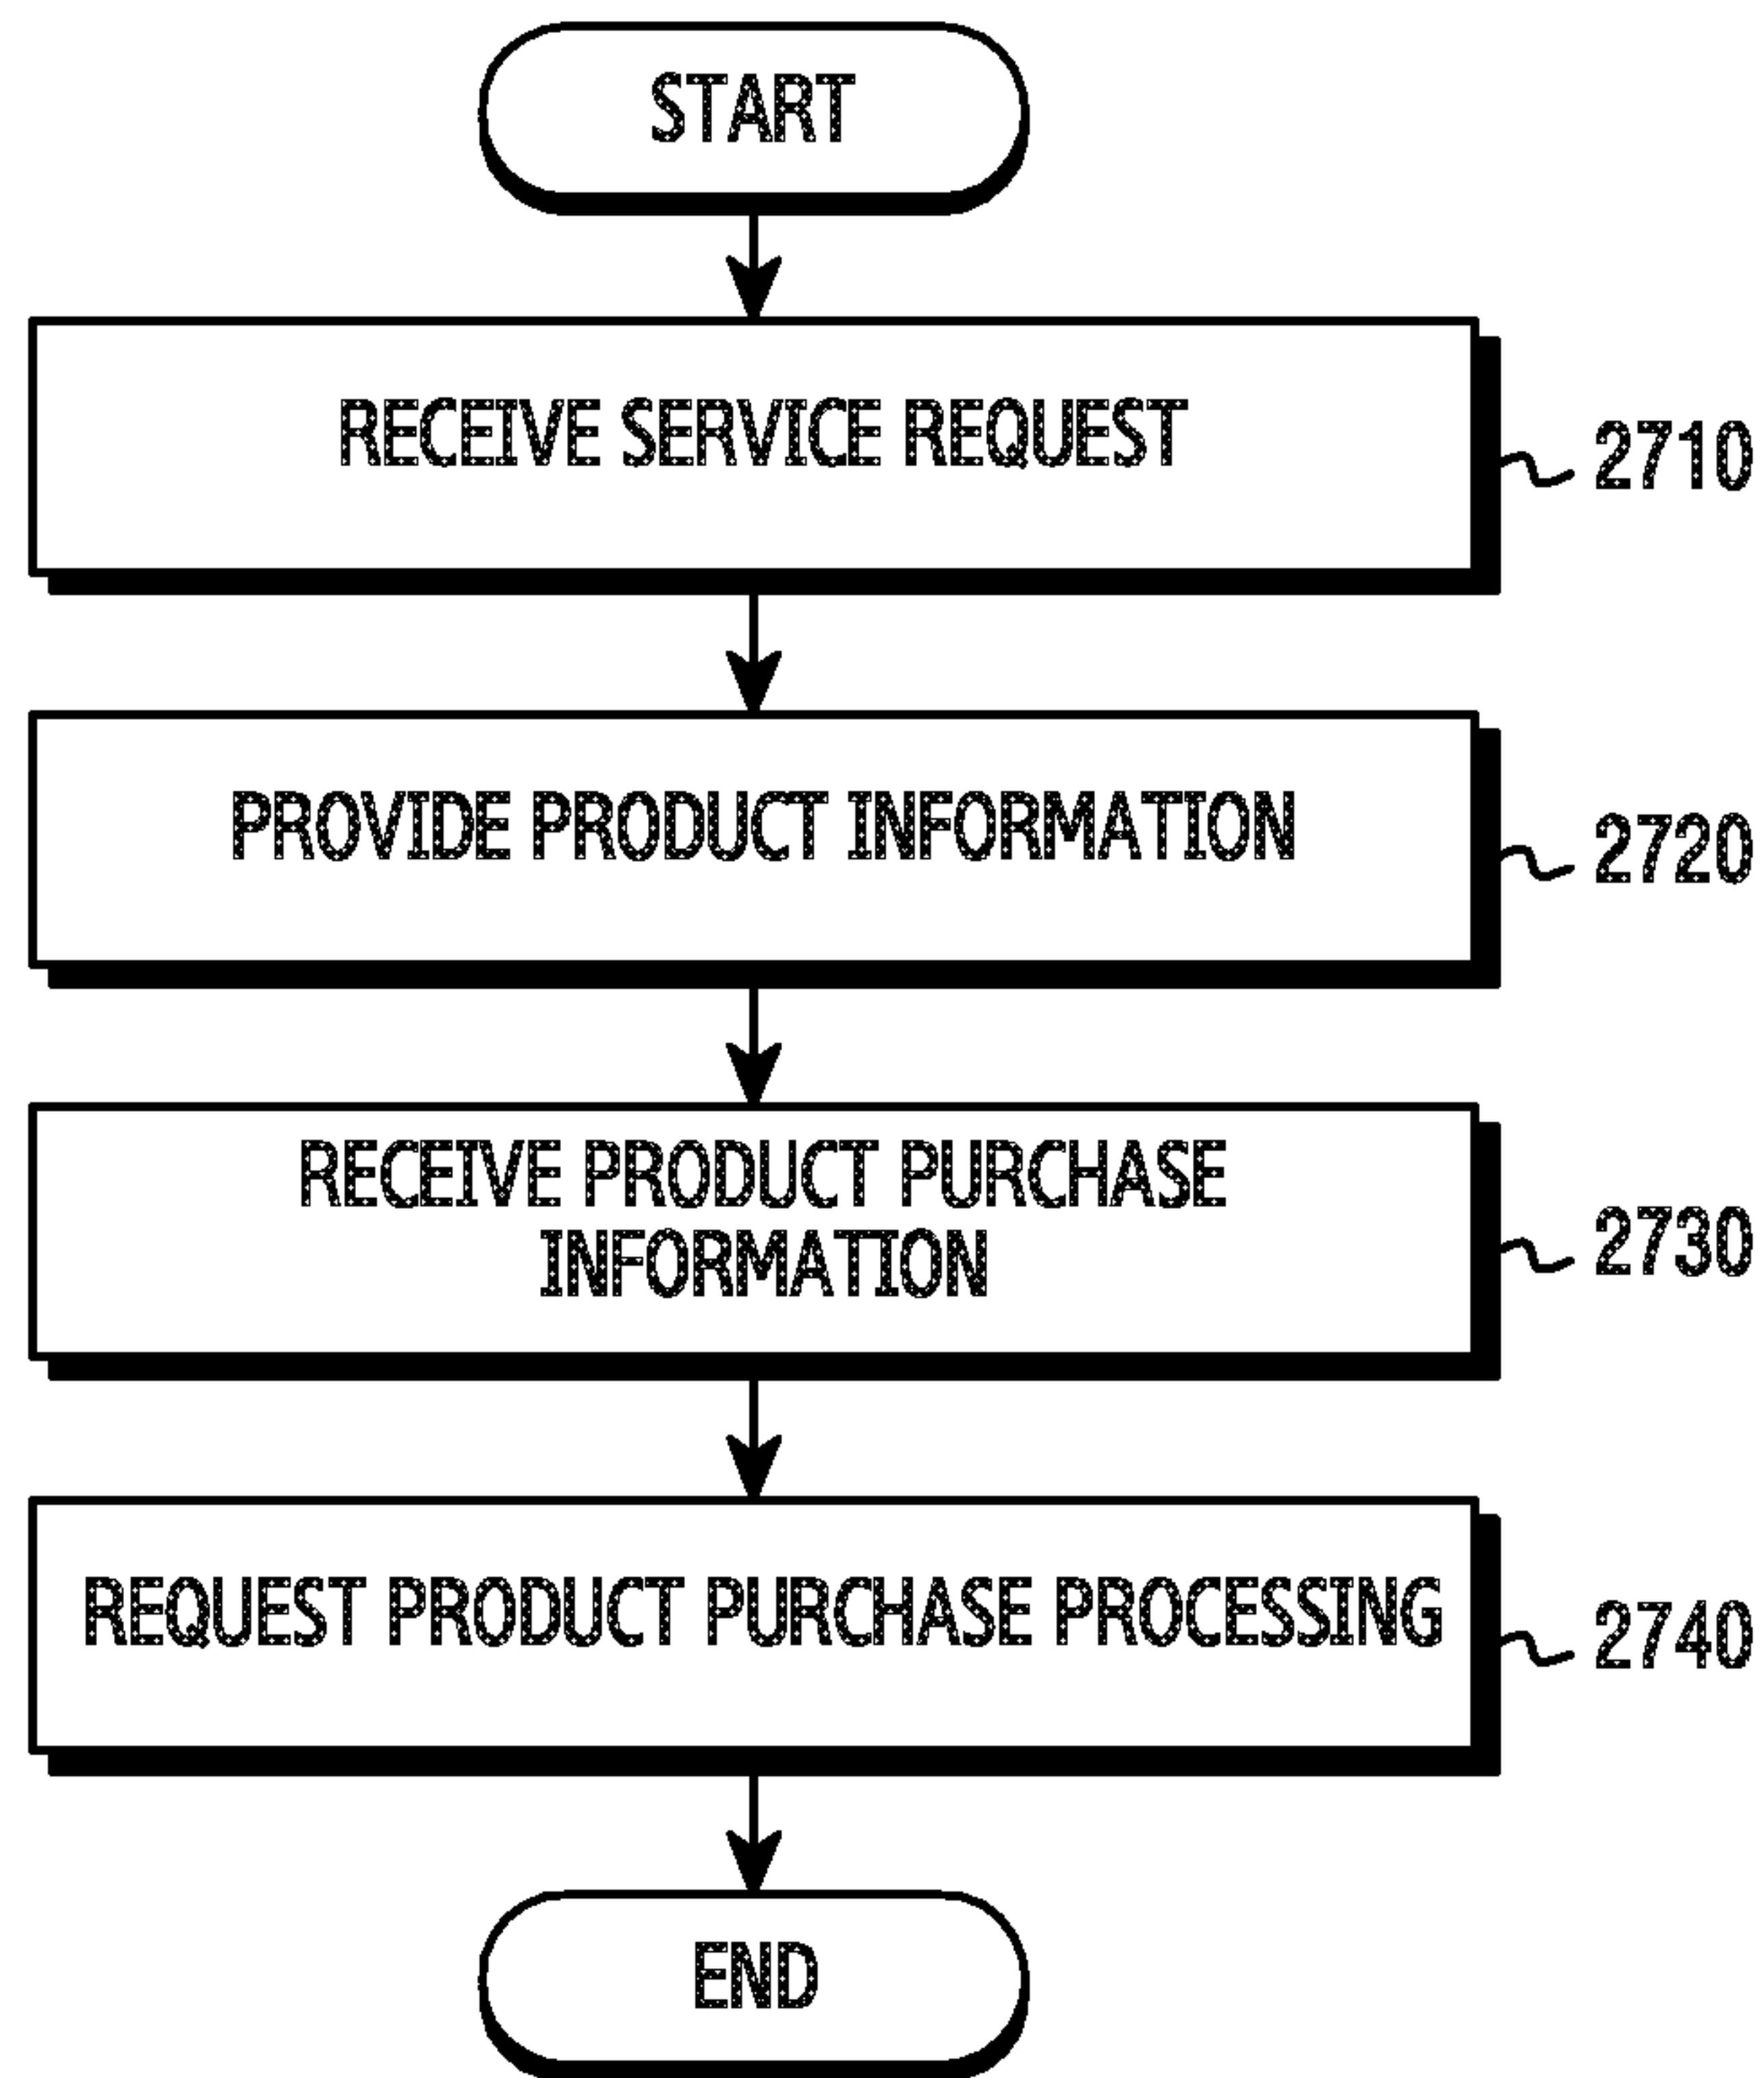 START
RECEIVE SERVICE REQUEST
2710
PROVIDE PRODUCT INFORMATION
2720
RECEIVE PRODUCT PURCHASE
INFORMATION
2730
REQUEST PRODUCT PURCHASE PROCESSING
2740
END